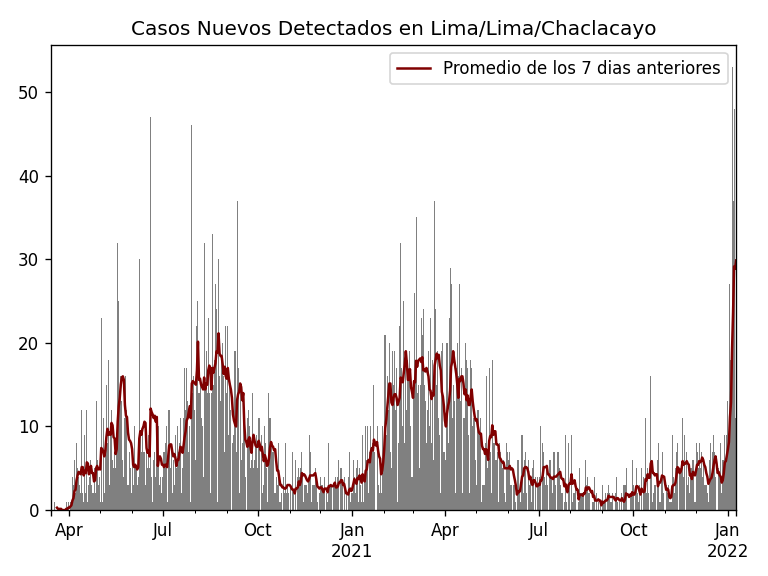 Casos Nuevos Detectados en Lima/Lima/Chaclacayo
Promedio de los 7 dias anteriores
50
40
30
20
10
0
Apr Jul Oct Jan Apr Jul Oct Jan
2021 2022